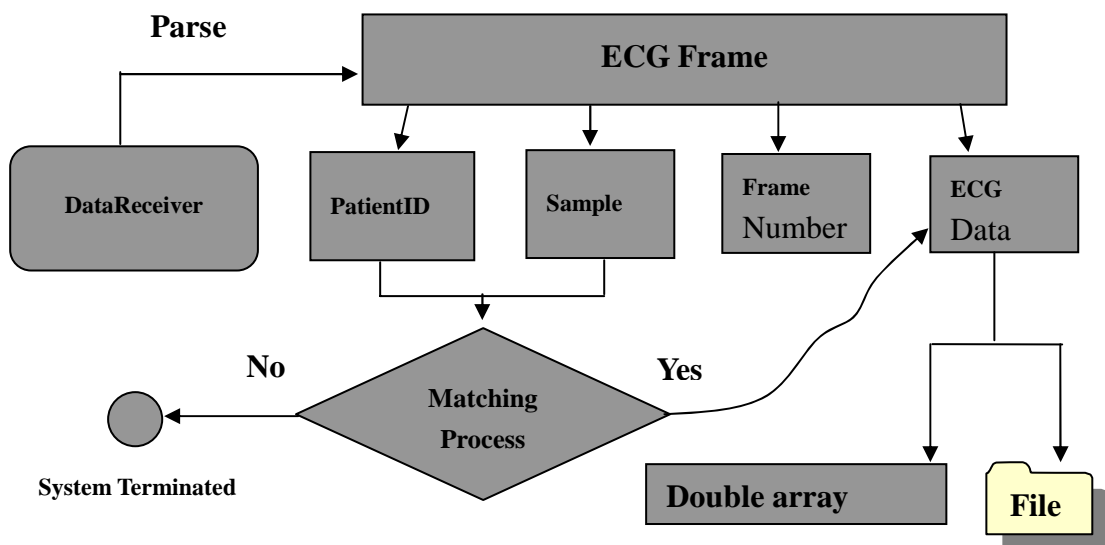 Parse
ECG Frame
DataReceiver
PatientID
Sample
Frame
Number
ECG
Data
No
Yes
Matching
Process
System Terminated
Double array
File